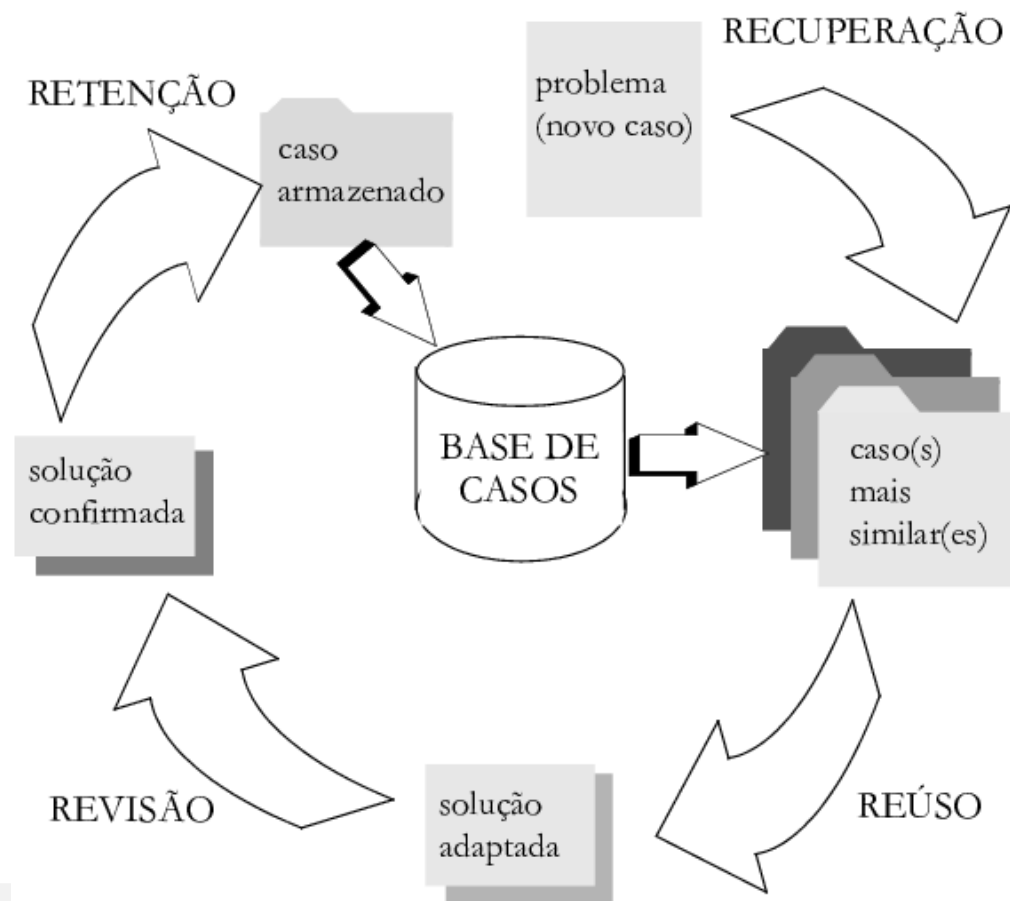 RECUPERAÇÃO
problema
(novo caso)
RETENÇÃO
caso
armazenado
BASE DE
CASOS
caso(s)
mais
similar(es)
solução
confirmada
REVISÃO
solução
adaptada
REÚSO